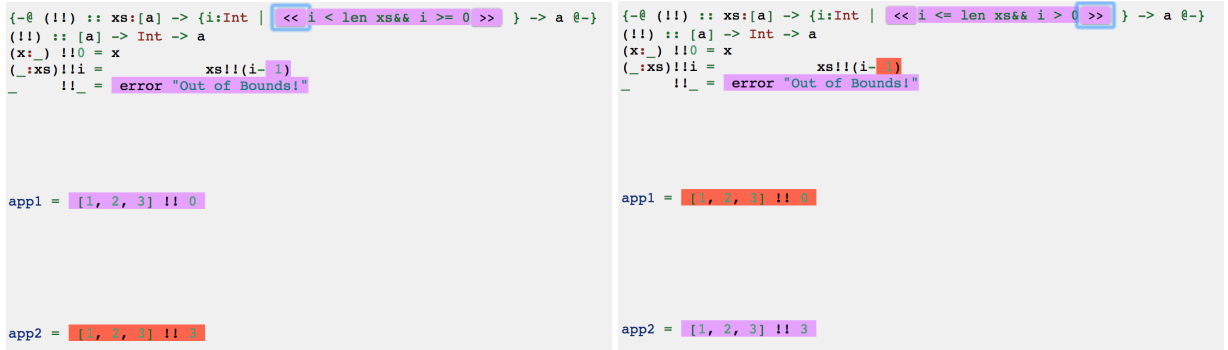 {-@ (!!) :: xs:[a] -> {i:Int | << i < len xs&& i >= 0 >> } -> a @-}
(!!) :: [a] -> Int -> a
(x:_) !!0 = x
(_:xs)!!i = xs!!(i- 1)
_ !!_ = error "Out of Bounds!"
app1 = [1, 2, 3] !! 0
app2 = [1, 2, 3] !! 3
{-@ (!!) :: xs:[a] -> {i:Int | << i <= len xs&& i > 0 >> } -> a @-}
(!!) :: [a] -> Int -> a
(x:_) !!0 = x
(_:xs)!!i = xs!!(i- 1)
_ !!_ = error "Out of Bounds!"
app1 = [1, 2, 3] !! 0
app2 = [1, 2, 3] !! 3